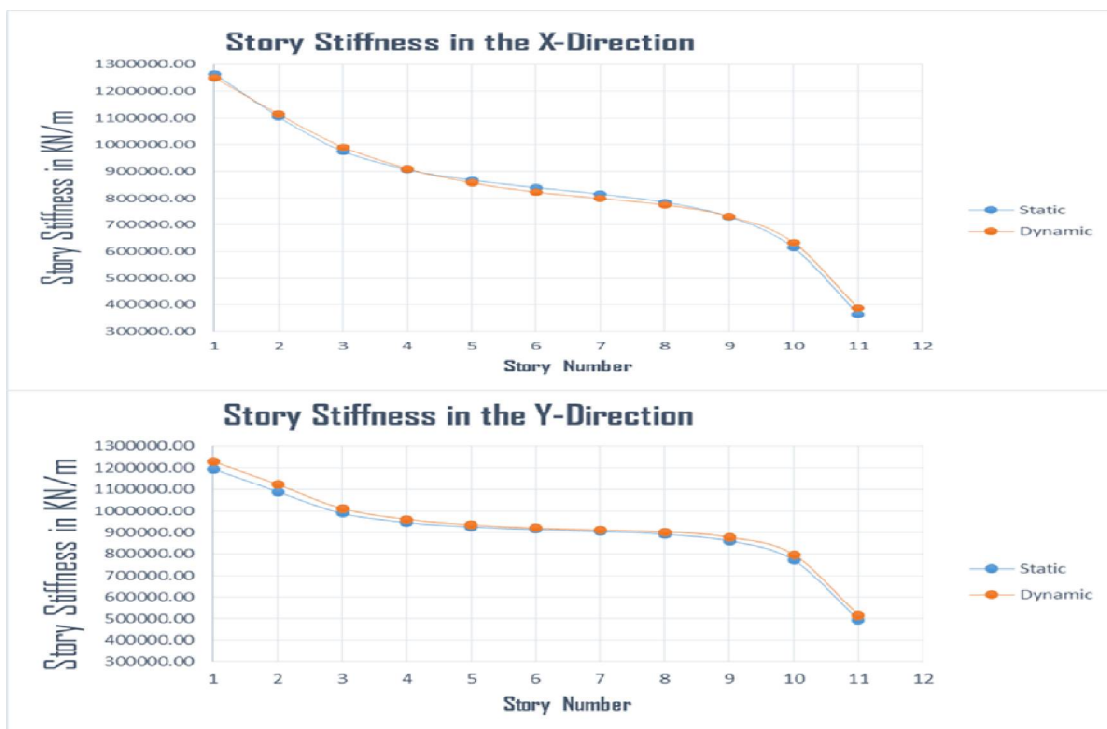 Story Stiffness in the X-Direction
Story Stiffness in KN/m
1300000.00
1200000.00
1100000.00
1000000.00
900000.00
800000.00
700000.00
600000.00
500000.00
400000.00
300000.00
1 2 3 4 5 6 7 8 9 10 11 12
Story Number
Static
Dynamic
Story Stiffness in the Y-Direction
Story Stiffness in KN/m
1300000.00
1200000.00
1100000.00
1000000.00
900000.00
800000.00
700000.00
600000.00
500000.00
400000.00
300000.00
1 2 3 4 5 6 7 8 9 10 11 12
Story Number
Static
Dynamic